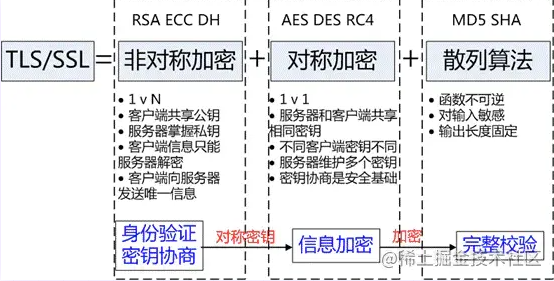 RSA ECC DH
AES DES RC4
MD5 SHA
TLS/SSL = 非对称加密 + 对称加密 + 散列算法
• 1 v N
• 客户端共享公钥
• 服务器掌握私钥
• 客户端信息只能
服务器解密
• 客户端向服务器
发送唯一信息
• 1 v 1
• 服务器和客户端共享
相同密钥
• 不同客户端密钥不同
• 服务器维护多个密钥
• 密钥协商是安全基础
• 函数不可逆
• 对输入敏感
• 输出长度固定
身份验证
密钥协商
对称密钥
信息加密
加密
完整校验
@稀土掘金技术社区